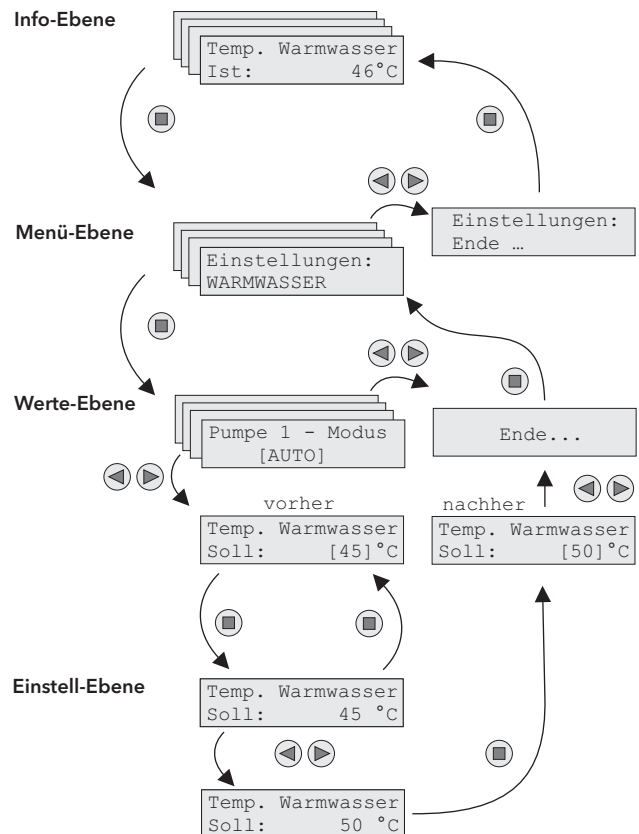 Info-Ebene
Temp. Warmwasser
Ist: 46°C
Menü-Ebene
Einstellungen:
WARMWASSER
Einstellungen:
Ende …
Werte-Ebene
Pumpe 1 - Modus
[AUTO]
Ende...
vorher
Temp. Warmwasser
Soll: [45]°C
nachher
Temp. Warmwasser
Soll: [50]°C
Einstell-Ebene
Temp. Warmwasser
Soll: 45 °C
Temp. Warmwasser
Soll: 50 °C